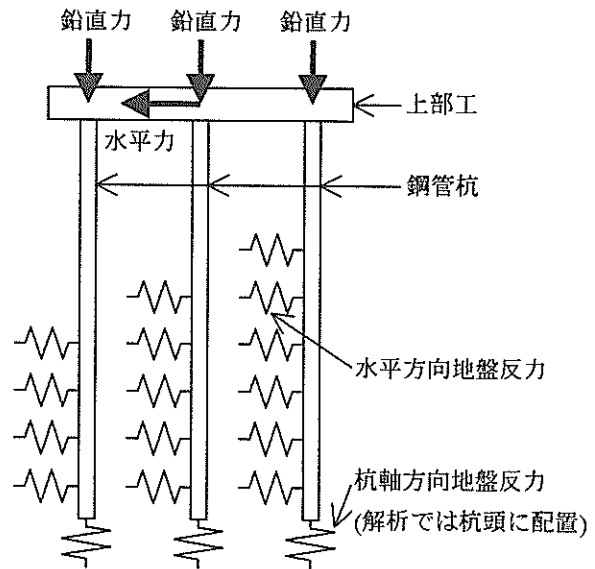 鉛直力 鉛直力 鉛直力
上部工
水平力
鋼管杭
水平方向地盤反力
杭軸方向地盤反力
(解析では杭頭に配置)